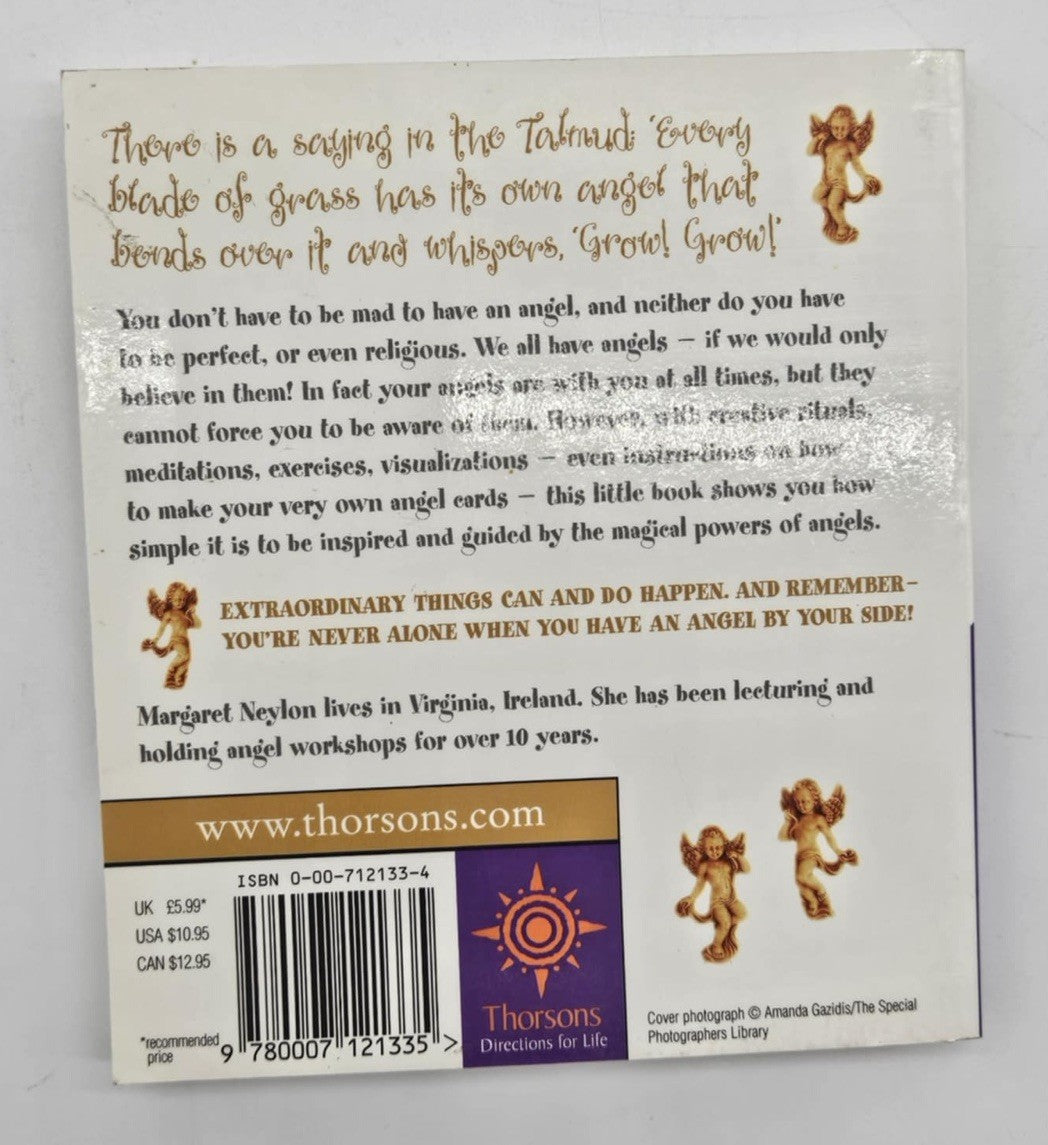 There is a saying in the Talmud: 'Every
blade of grass has its own angel that
bends over it and whispers, 'Grow! Grow!'
You don't have to be mad to have an angel, and neither do you have
to be perfect, or even religious. We all have angels – if we would only
believe in them! In fact your angels are with you at all times, but they
cannot force you to be aware of them. However, with creative rituals,
meditations, exercises, visualizations – even instructions on how
to make your very own angel cards – this little book shows you how
simple it is to be inspired and guided by the magical powers of angels.
EXTRAORDINARY THINGS CAN AND DO HAPPEN. AND REMEMBER–
YOU'RE NEVER ALONE WHEN YOU HAVE AN ANGEL BY YOUR SIDE!
Margaret Neylon lives in Virginia, Ireland. She has been lecturing and
holding angel workshops for over 10 years.
www.thorsons.com
ISBN 0-00-712133-4
UK £5.99*
USA $10.95
CAN $12.95
*recommended
price
9 780007 121335 >
Thorsons
Directions for Life
Cover photograph © Amanda Gazidis/The Special
Photographers Library